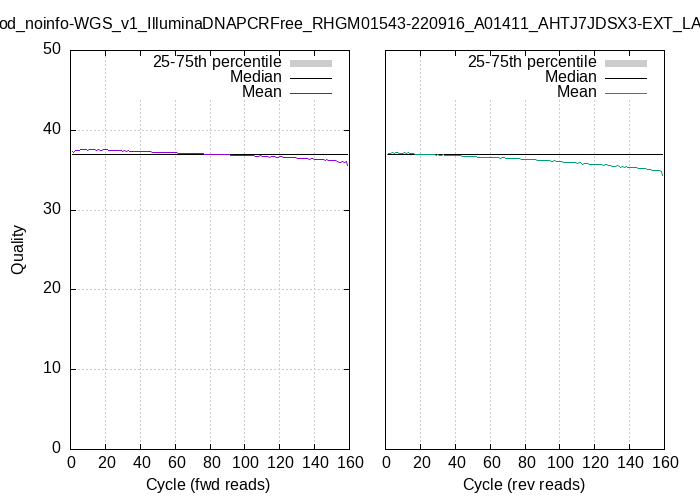 od_noinfo-WGS_v1_IlluminaDNAPCRFree_RHGM01543-220916_A01411_AHTJ7JDSX3-EXT_LA
50
40
30
20
10
0
Quality
25-75th percentile
Median
Mean
0 20 40 60 80 100 120 140 160
Cycle (fwd reads)
25-75th percentile
Median
Mean
0 20 40 60 80 100 120 140 160
Cycle (rev reads)